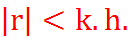 |r| < k.h.